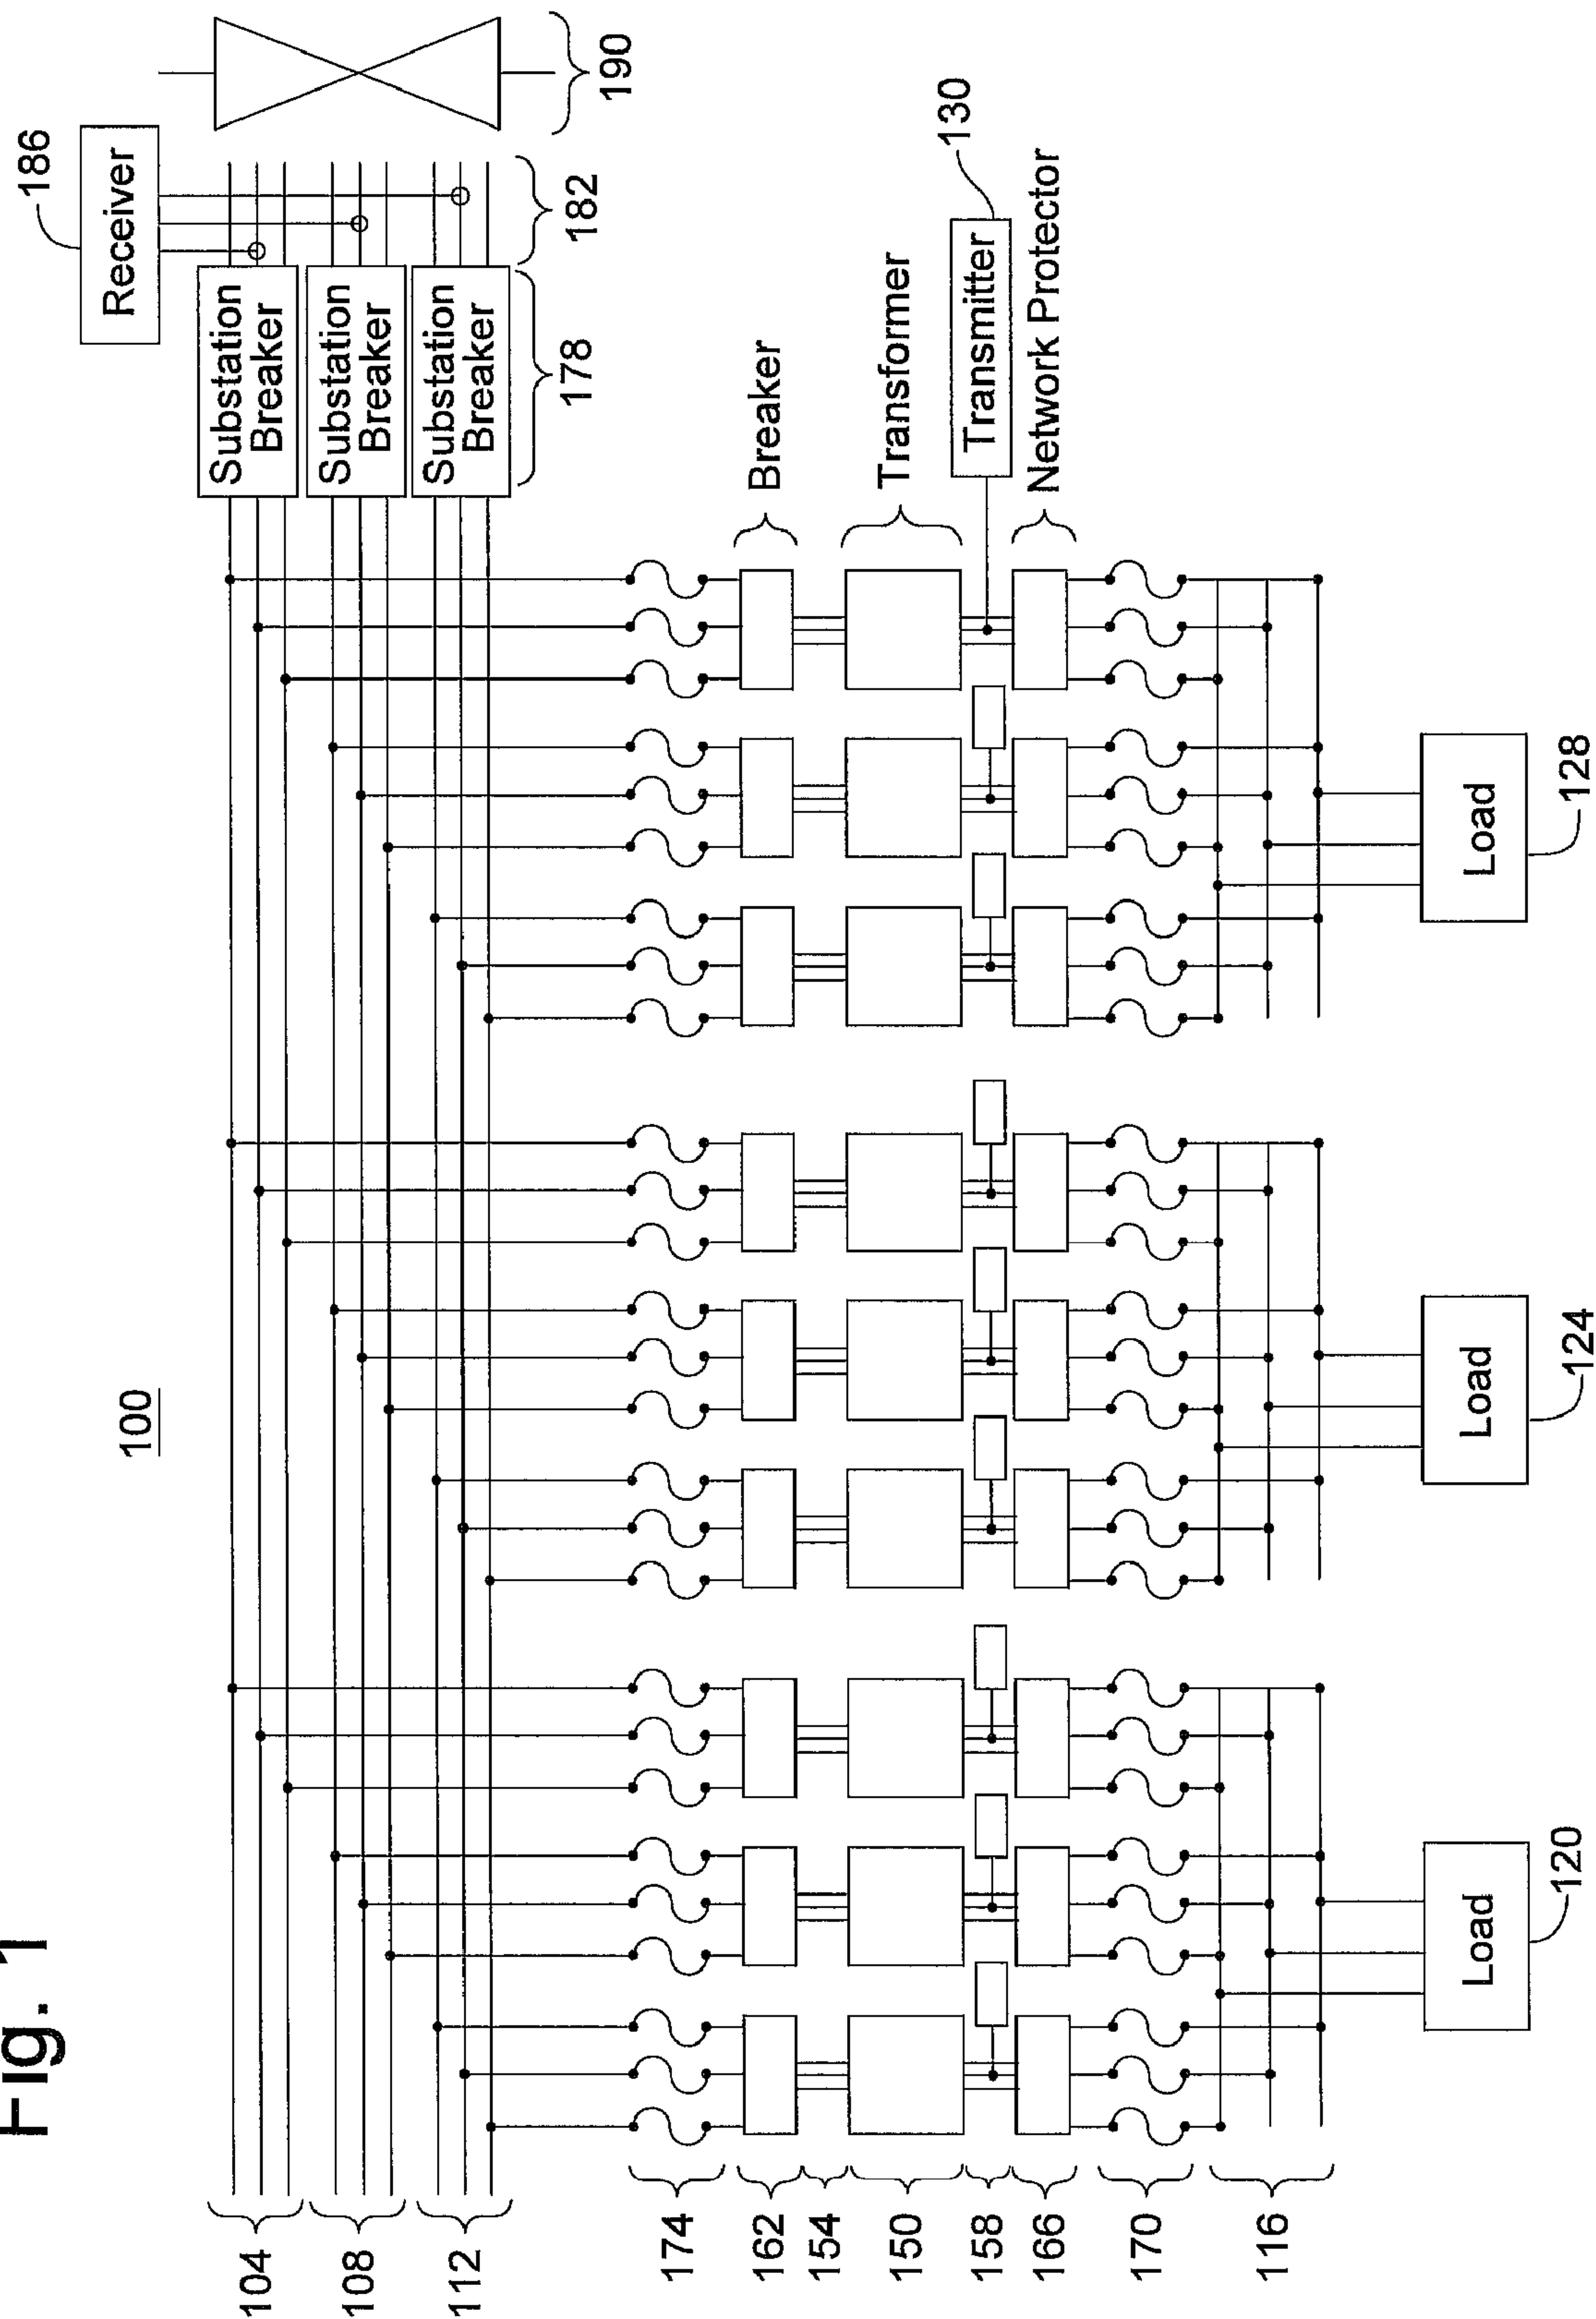 Fig. 1
100
186
Receiver
190
182
Substation
Breaker
Substation
Breaker
Substation
Breaker
178
104
108
112
Breaker
Transformer
Transmitter
130
Network Protector
174
162
154
150
158
166
170
116
Load
120
Load
124
Load
128